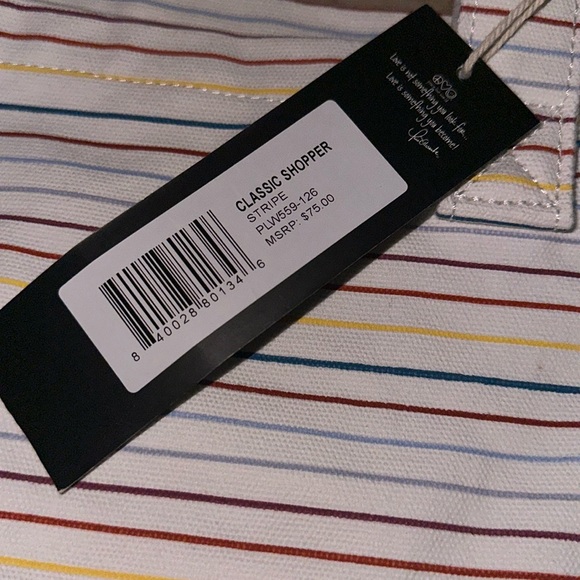 Love is not something you look for...
Love is something you become!
CLASSIC SHOPPER
STRIPE
PLW559-126
MSRP: $75.00
8 40028 80134 6